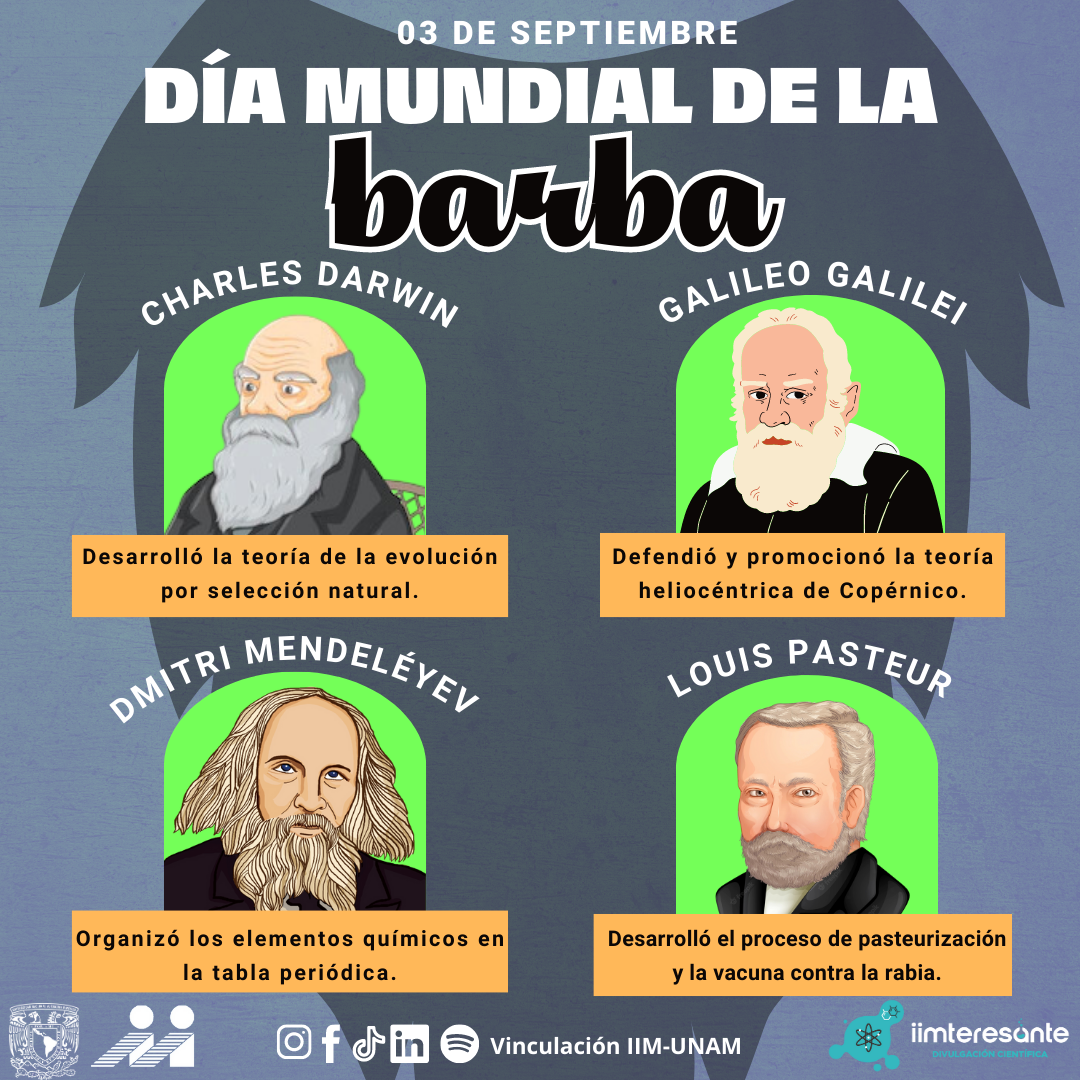 03 DE SEPTIEMBRE
DÍA MUNDIAL DE LA
barba
CHARLES DARWIN
GALILEO GALILEI
Desarrolló la teoría de la evolución
por selección natural.
Defendió y promocionó la teoría
heliocéntrica de Copérnico.
DMITRI MENDELÉYEV
LOUIS PASTEUR
Organizó los elementos químicos en
la tabla periódica.
Desarrolló el proceso de pasteurización
y la vacuna contra la rabia.
Vinculación IIM-UNAM
iimteresante
DIVULGACIÓN CIENTÍFICA